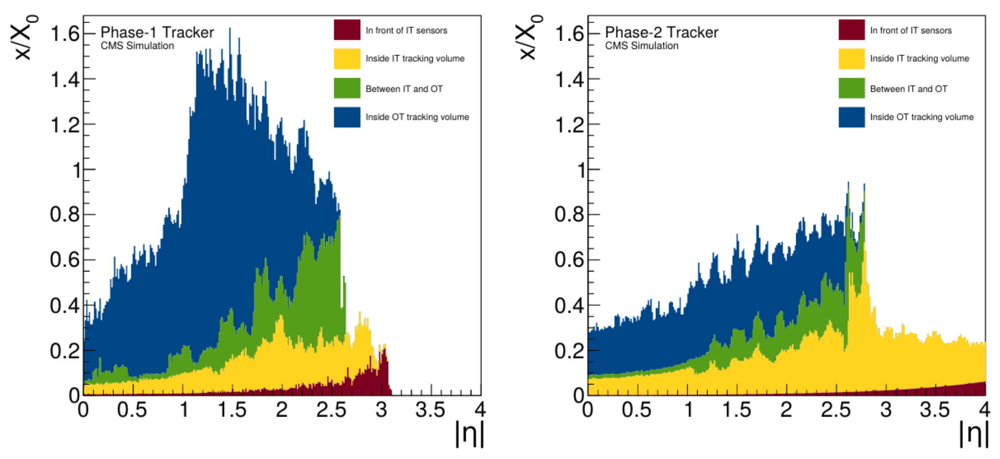 x/X0
Phase-1 Tracker
CMS Simulation
In front of IT sensors
Inside IT tracking volume
Between IT and OT
Inside OT tracking volume
1.6
1.4
1.2
1
0.8
0.6
0.4
0.2
0
0 0.5 1 1.5 2 2.5 3 3.5 4
|η|
x/X0
Phase-2 Tracker
CMS Simulation
In front of IT sensors
Inside IT tracking volume
Between IT and OT
Inside OT tracking volume
1.6
1.4
1.2
1
0.8
0.6
0.4
0.2
0
0 0.5 1 1.5 2 2.5 3 3.5 4
|η|